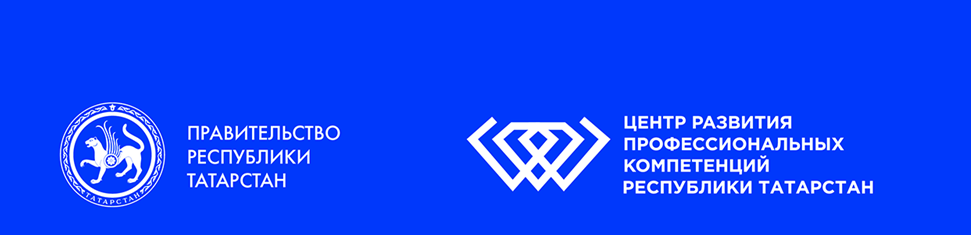 ПРАВИТЕЛЬСТВО
РЕСПУБЛИКИ
ТАТАРСТАН
ТАТАРСТАН
ЦЕНТР РАЗВИТИЯ
ПРОФЕССИОНАЛЬНЫХ
КОМПЕТЕНЦИЙ
РЕСПУБЛИКИ ТАТАРСТАН